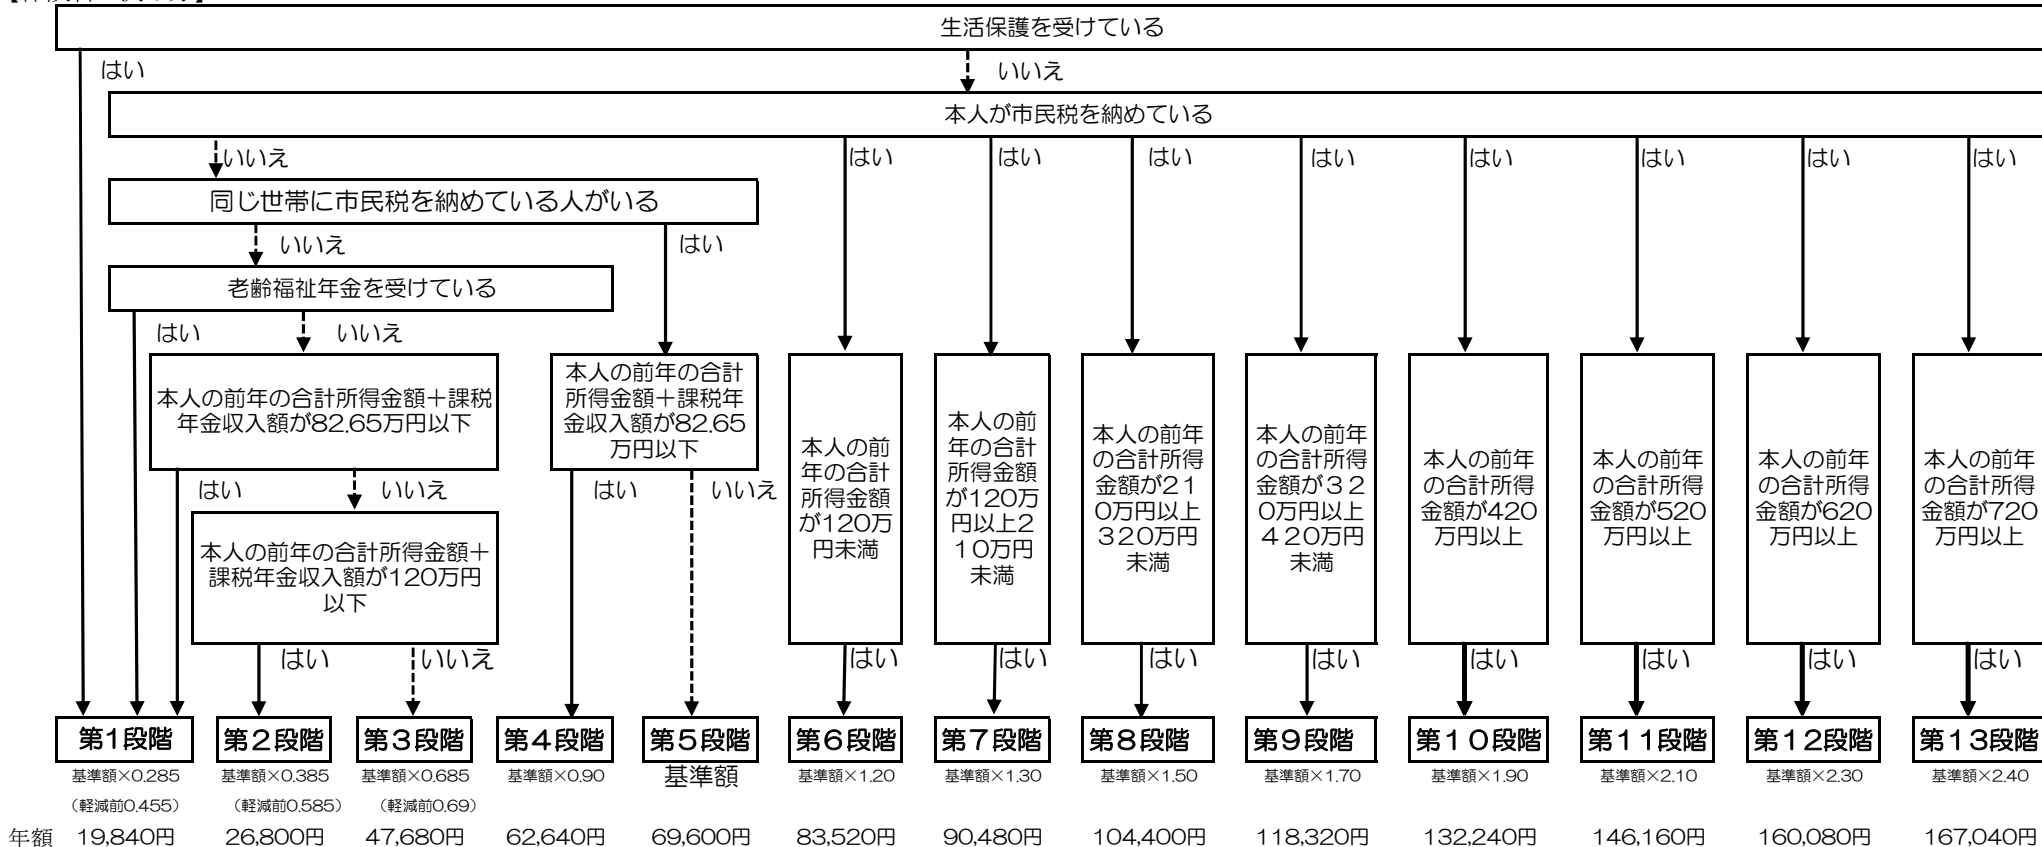 生活保護を受けている
はい
いいえ
本人が市民税を納めている
いいえ
はい
はい
はい
はい
はい
はい
はい
はい
同じ世帯に市民税を納めている人がいる
いいえ
はい
老齢福祉年金を受けている
はい
いいえ
本人の前年の合計所得金額＋課税
年金収入額が82.65万円以下
本人の前年の合計
所得金額＋課税年
金収入額が82.65
万円以下
はい
いいえ
はい
いいえ
本人の前年の合計所得金額＋
課税年金収入額が120万円
以下
本人の前
年の合計
所得金額
が120万
円未満
本人の前
年の合計
所得金額
が120万
円以上2
10万円
未満
本人の前年
の合計所得
金額が21
0万円以上
３２0万円
未満
本人の前年
の合計所得
金額が３２
0万円以上
４２0万円
未満
本人の前年
の合計所得
金額が420
万円以上
本人の前年
の合計所得
金額が520
万円以上
本人の前年
の合計所得
金額が620
万円以上
本人の前年
の合計所得
金額が720
万円以上
はい
いいえ
はい
はい
はい
はい
はい
はい
はい
はい
第１段階 第２段階 第３段階 第４段階 第５段階 第６段階 第７段階 第８段階 第９段階 第１０段階 第１１段階 第１２段階 第１３段階
基準額×0.285 基準額×0.385 基準額×0.685 基準額×0.90 基準額 基準額×1.20 基準額×1.30 基準額×1.50 基準額×1.70 基準額×1.90 基準額×2.10 基準額×2.30 基準額×2.40
（軽減前0.455） （軽減前0.585） （軽減前0.69）
年額 19,840円 26,800円 47,680円 62,640円 69,600円 83,520円 90,480円 104,400円 118,320円 132,240円 146,160円 160,080円 167,040円